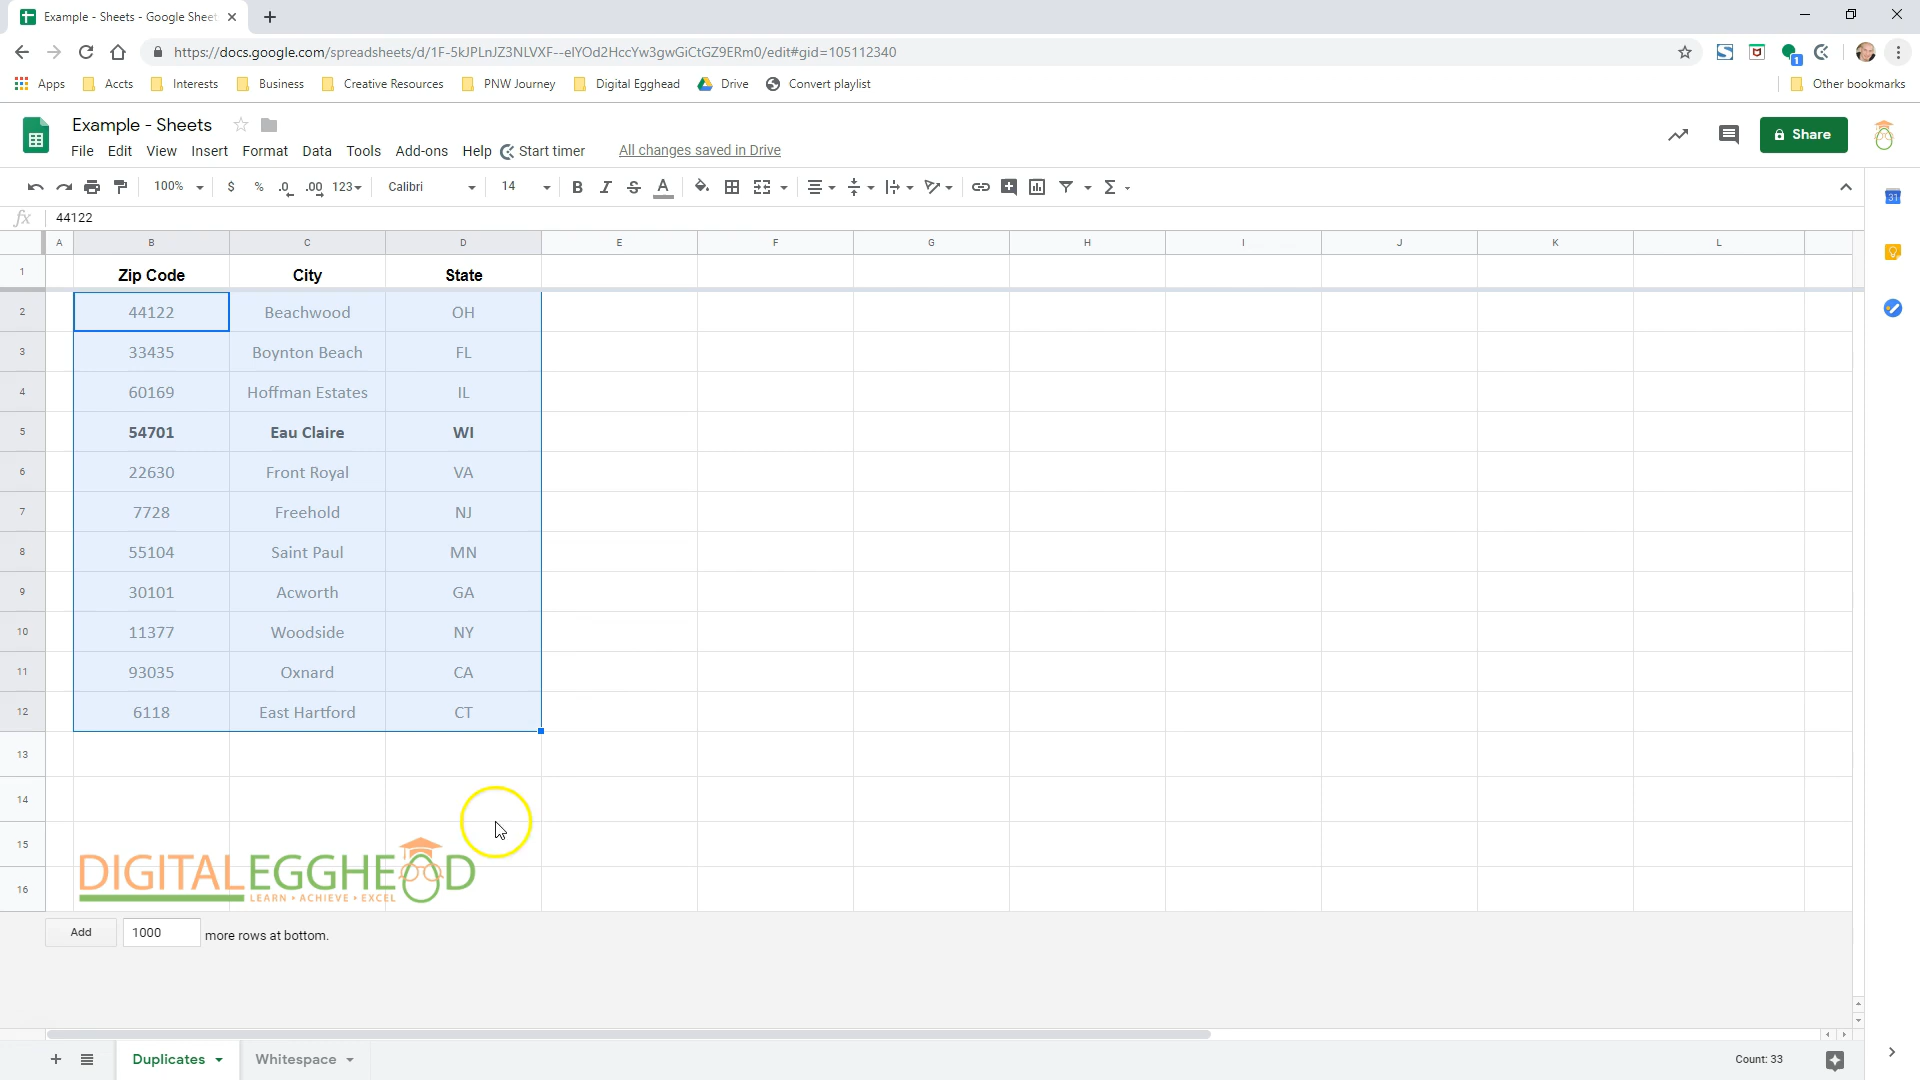 Example - Sheets - Google Sheet
https://docs.google.com/spreadsheets/d/1F-5kJPLnJZ3NLVXF--elYOd2HccYw3gwGiCtGZ9ERm0/edit#gid=105112340
1
Apps Accts Interests Business Creative Resources PNW Journey Digital Egghead Drive Convert playlist Other bookmarks
Example - Sheets
Share
File Edit View Insert Format Data Tools Add-ons Help Start timer All changes saved in Drive
100% $ % .0 .00 123 Calibri 14 B I S A Σ
31
fx 44122
A B C D E F G H I J K L
1 Zip Code City State
2 44122 Beachwood OH
3 33435 Boynton Beach FL
4 60169 Hoffman Estates IL
5 54701 Eau Claire WI
6 22630 Front Royal VA
7 7728 Freehold NJ
8 55104 Saint Paul MN
9 30101 Acworth GA
10 11377 Woodside NY
11 93035 Oxnard CA
12 6118 East Hartford CT
13
14
15
DIGITALEGGHEAD
16
LEARN • ACHIEVE • EXCEL
Add 1000 more rows at bottom.
Duplicates Whitespace Count: 33